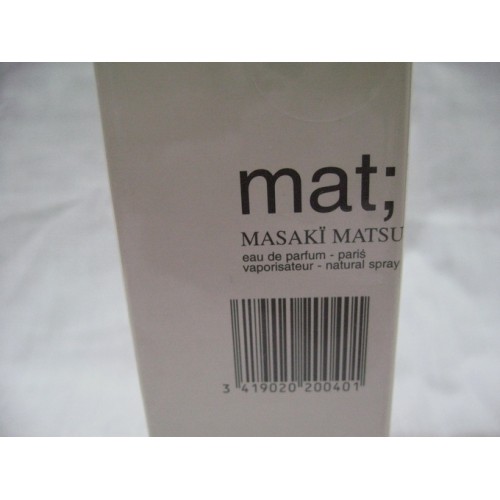 mat;
MASAKÏ MATSU
eau de parfum - paris
vaporisateur - natural spray
3 419020 200401